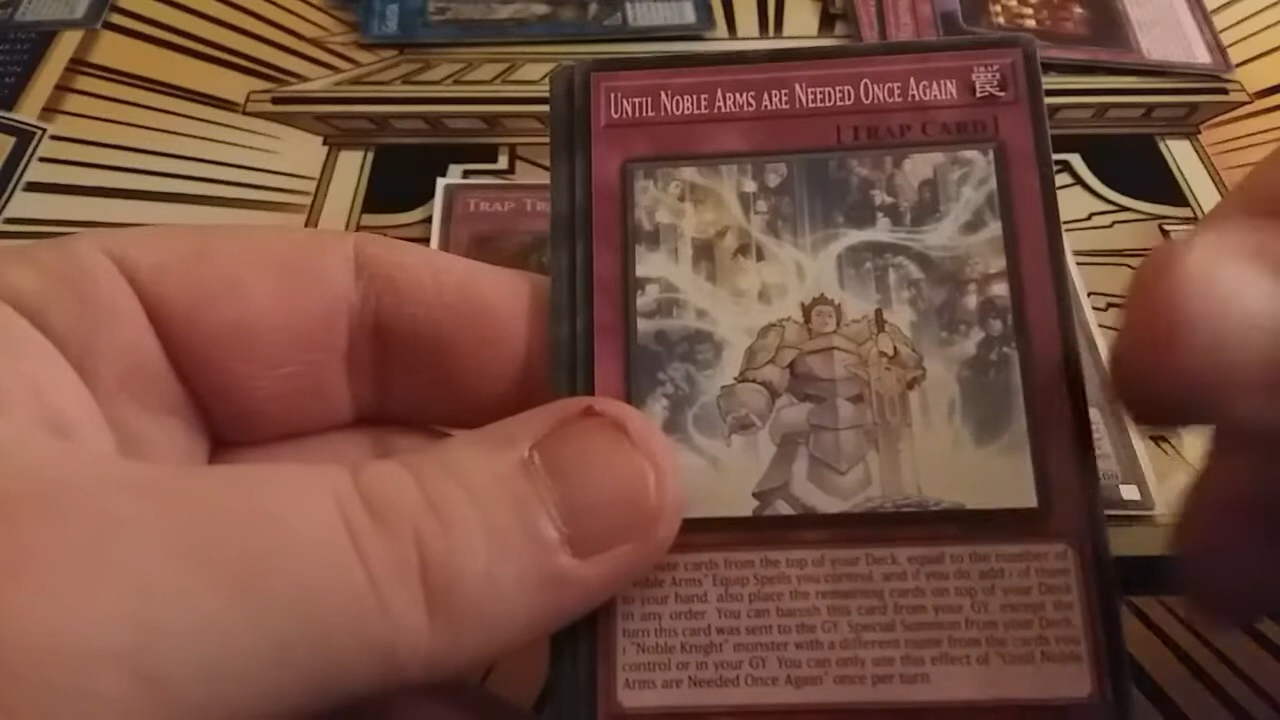 UNTIL NOBLE ARMS ARE NEEDED ONCE AGAIN
TRAP
罠
[TRAP CARD]
TRAP TR
cards from the top of your Deck, equal to the number of
Arms" Equip Spells you control, and if you do, add 1 of them
to your hand, also place the remaining cards on top of your Deck
in any order. You can banish this card from your GY, except the
turn this card was sent to the GY; Special Summon from your Deck,
1 "Noble Knight" monster with a different name from the cards you
control or in your GY. You can only use this effect of "Until Noble
Arms are Needed Once Again" once per turn.